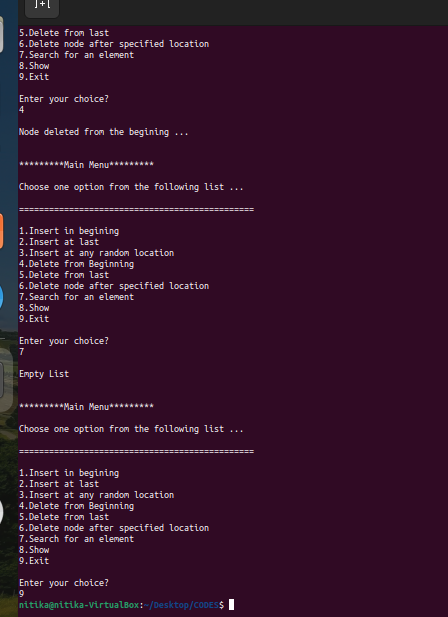 5.Delete from last
6.Delete node after specified location
7.Search for an element
8.Show
9.Exit
Enter your choice?
4
Node deleted from the begining ...
*********Main Menu*********
Choose one option from the following list ...
===============================================
1.Insert in begining
2.Insert at last
3.Insert at any random location
4.Delete from Beginning
5.Delete from last
6.Delete node after specified location
7.Search for an element
8.Show
9.Exit
Enter your choice?
7
Empty List
*********Main Menu*********
Choose one option from the following list ...
===============================================
1.Insert in begining
2.Insert at last
3.Insert at any random location
4.Delete from Beginning
5.Delete from last
6.Delete node after specified location
7.Search for an element
8.Show
9.Exit
Enter your choice?
9
nitika@nitika-VirtualBox:~/Desktop/CODES$